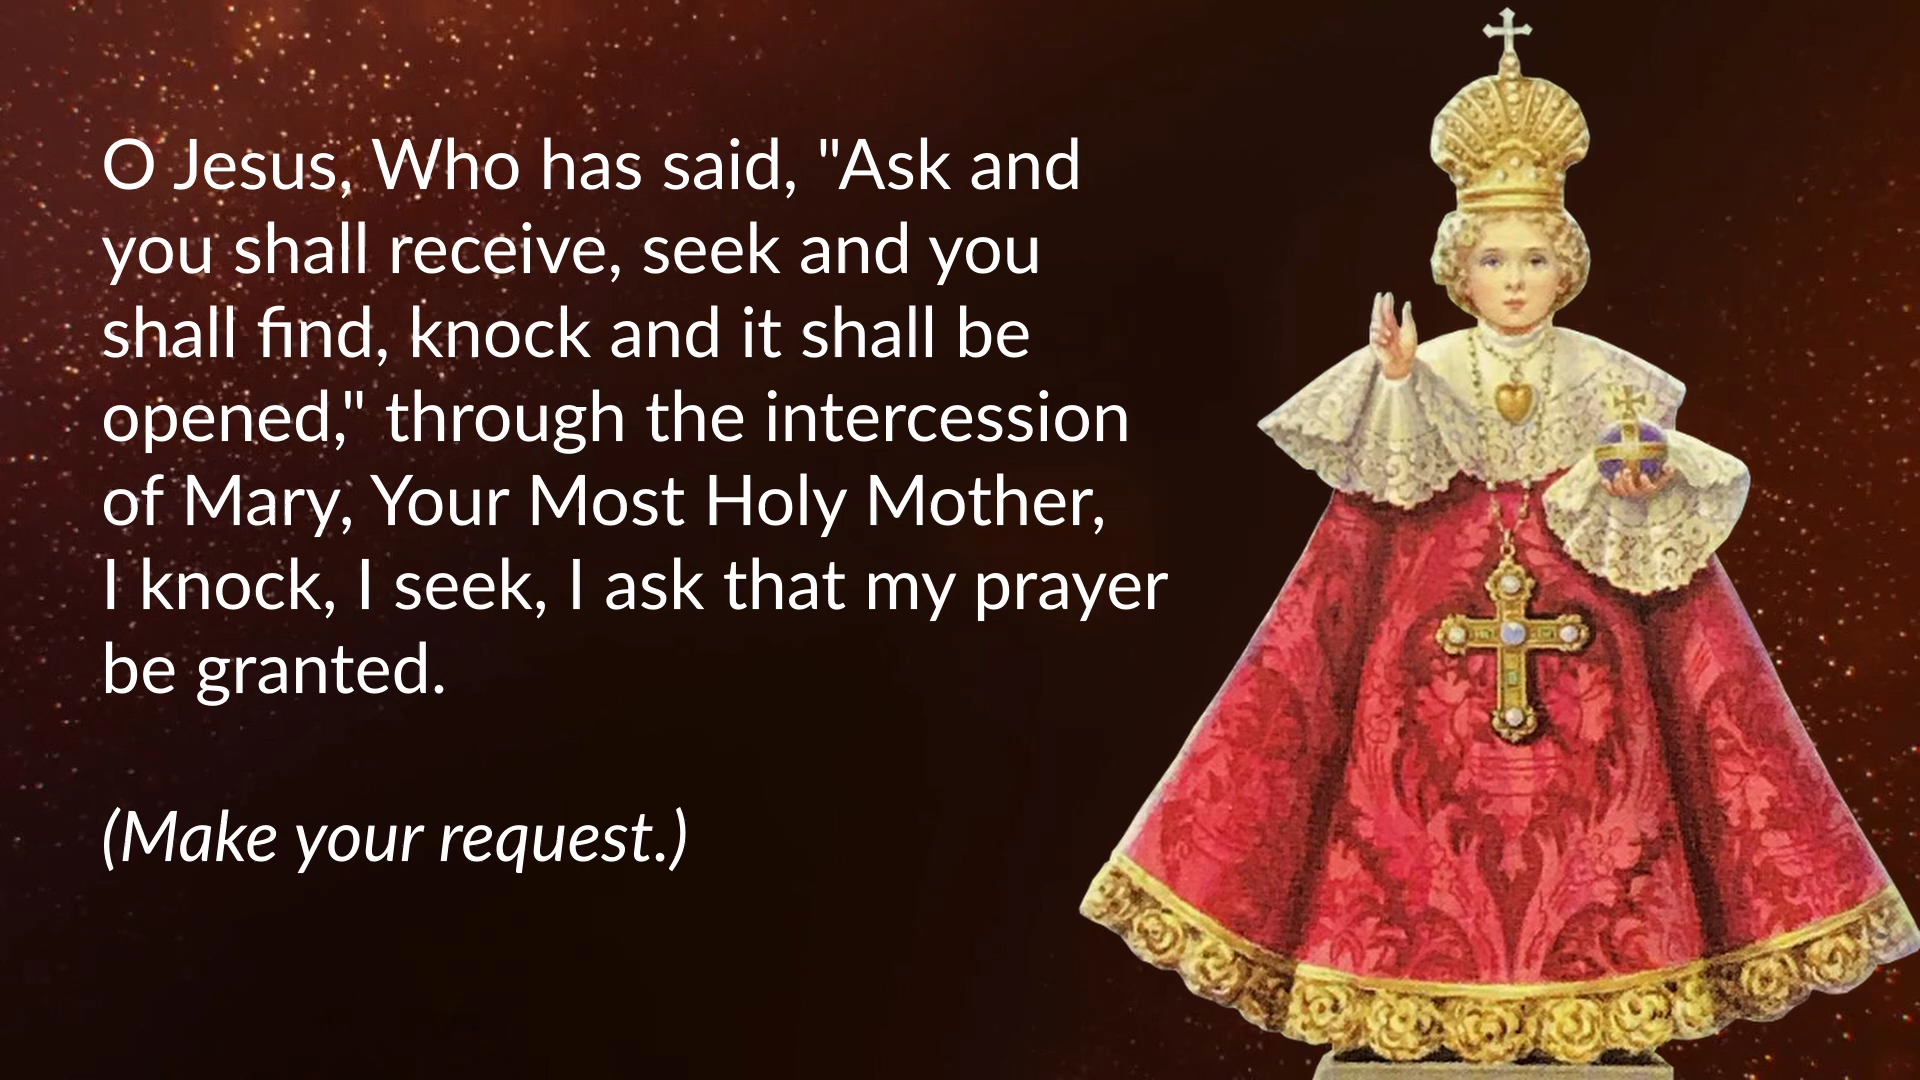 O Jesus, Who has said, "Ask and
you shall receive, seek and you
shall find, knock and it shall be
opened," through the intercession
of Mary, Your Most Holy Mother,
I knock, I seek, I ask that my prayer
be granted.
(Make your request.)